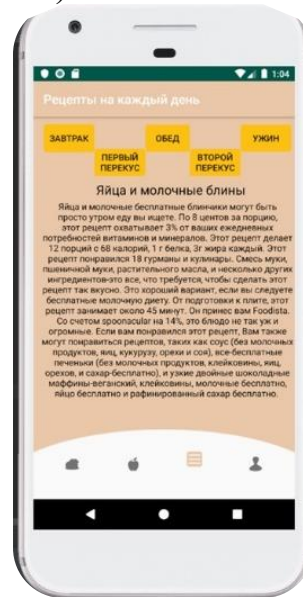 1:04
Рецепты на каждый день
ЗАВТРАК
ПЕРВЫЙ
ПЕРЕКУС
ОБЕД
ВТОРОЙ
ПЕРЕКУС
УЖИН
Яйца и молочные блины
Яйца и молочные бесплатные блинчики могут быть
просто утром еду вы ищете. По 8 центов за порцию,
этот рецепт охватывает 3% от ваших ежедневных
потребностей витаминов и минералов. Этот рецепт делает
12 порций с 68 калорий, 1 г белка, 3г жира каждый. Этот
рецепт понравился 18 гурманы и кулинары. Смесь муки,
пшеничной муки, растительного масла, и несколько других
ингредиентов-это все, что требуется, чтобы сделать этот
рецепт так вкусно. Это хороший вариант, если вы следуете
бесплатные молочную диету. От подготовки к плите, этот
рецепт занимает около 45 минут. Он принес вам Foodista.
Со счетом spoonacular на 14%, это блюдо не так уж и
огромные. Если вам понравился этот рецепт, Вам также
могут понравиться рецептов, таких как соус (без молочных
продуктов, яиц, кукурузу, орехи и соя), все-бесплатные
печеньки (без молочных продуктов, клейковины, яиц,
орехов, и сахар-бесплатно), и узкие двойные шоколадные
маффины-веганский, клейковины, молочные бесплатно,
яйцо бесплатно и рафинированный сахар бесплатно.